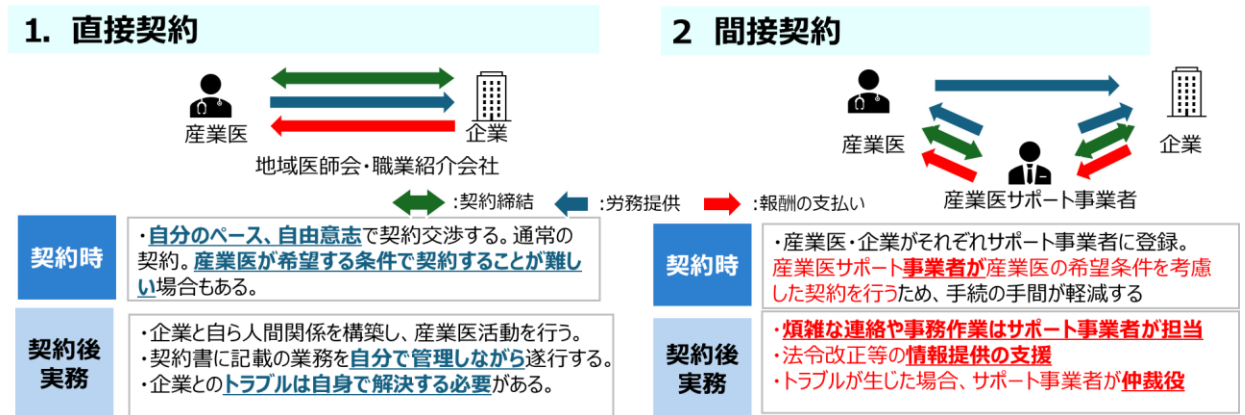 1. 直接契約
産業医
企業
地域医師会・職業紹介会社
2 間接契約
産業医
企業
産業医サポート事業者
:契約締結
:労務提供
:報酬の支払い
契約時
・自分のペース、自由意志で契約交渉する。通常の
契約。産業医が希望する条件で契約することが難し
い場合もある。
契約後
実務
・企業と自ら人間関係を構築し、産業医活動を行う。
・契約書に記載の業務を自分で管理しながら遂行する。
・企業とのトラブルは自身で解決する必要がある。
契約時
・産業医・企業がそれぞれサポート事業者に登録。
産業医サポート事業者が産業医の希望条件を考慮
した契約を行うため、手続の手間が軽減する
契約後
実務
・煩雑な連絡や事務作業はサポート事業者が担当
・法令改正等の情報提供の支援
・トラブルが生じた場合、サポート事業者が仲裁役